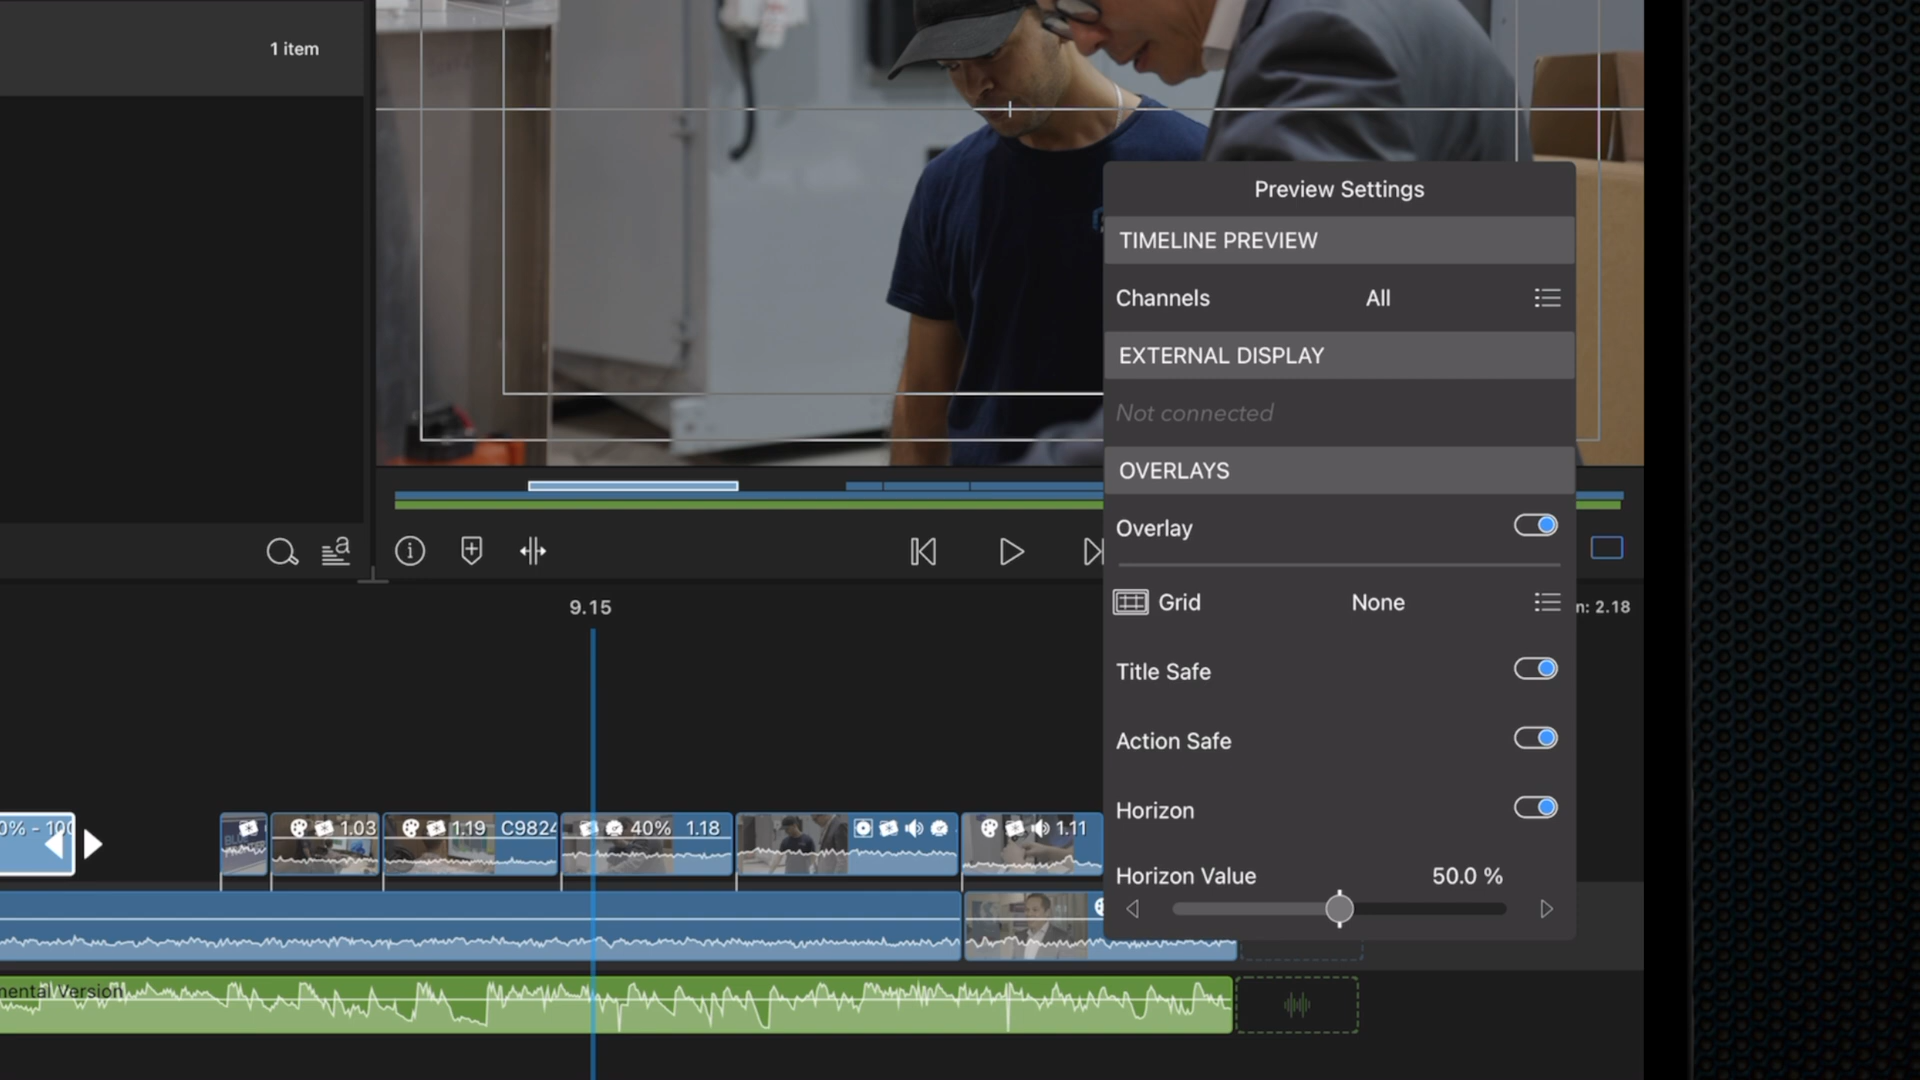 1 item
Preview Settings
TIMELINE PREVIEW
Channels All
EXTERNAL DISPLAY
Not connected
OVERLAYS
Overlay
Grid None
9.15
n: 2.18
Title Safe
Action Safe
Horizon
0% - 100
1.03
1.19 C9824
40% 1.18
1.11
Horizon Value 50.0 %
mental Version